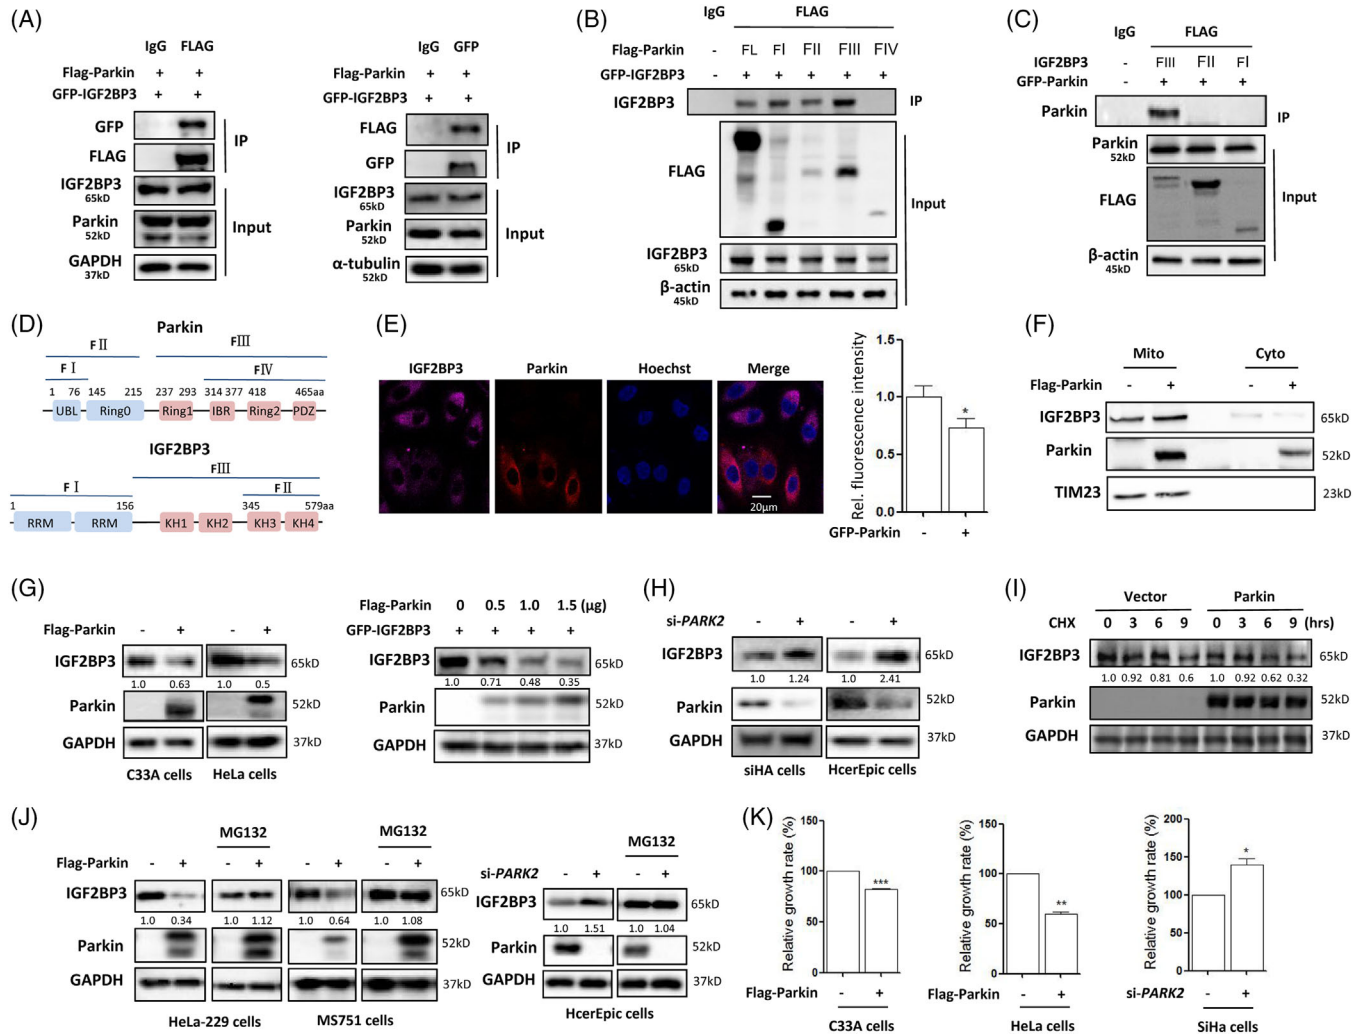 (A)
IgG FLAG
Flag-Parkin + +
GFP-IGF2BP3 + +
GFP
FLAG
IP
IGF2BP3
65kD
Parkin
52kD
GAPDH
37kD
Input
IgG GFP
Flag-Parkin + +
GFP-IGF2BP3 + +
FLAG
GFP
IP
IGF2BP3
65kD
Parkin
52kD
α-tubulin
52kD
Input
(B)
IgG FLAG
Flag-Parkin - FL FI FII FIII FIV
GFP-IGF2BP3 - + + + + +
IGF2BP3 IP
FLAG
IGF2BP3
65kD
β-actin
45kD
Input
(C)
IgG FLAG
IGF2BP3 - FIII FII FI
GFP-Parkin - + + +
Parkin IP
Parkin
52kD
FLAG
β-actin
45kD
Input
(D)
Parkin
FⅡ FⅢ
FⅠ FⅣ
1 76 145 215 237 293 314 377 418 465aa
UBL Ring0 Ring1 IBR Ring2 PDZ
IGF2BP3
FⅢ
FⅠ FⅡ
1 156 345 579aa
RRM RRM KH1 KH2 KH3 KH4
(E)
IGF2BP3 Parkin Hoechst Merge
20μm
Rel. fluorescence intensity
1.5
1.0
0.5
0.0
*
GFP-Parkin - +
(F)
Mito Cyto
Flag-Parkin - + - +
IGF2BP3 65kD
Parkin 52kD
TIM23 23kD
(G)
Flag-Parkin - + - +
IGF2BP3 65kD
1.0 0.63 1.0 0.5
Parkin 52kD
GAPDH 37kD
C33A cells HeLa cells
Flag-Parkin 0 0.5 1.0 1.5 (μg)
GFP-IGF2BP3 + + + +
IGF2BP3 65kD
1.0 0.71 0.48 0.35
Parkin 52kD
GAPDH 37kD
(H)
si-PARK2 - + - +
IGF2BP3 65kD
1.0 1.24 1.0 2.41
Parkin 52kD
GAPDH 37kD
siHA cells HcerEpic cells
(I)
Vector Parkin
CHX 0 3 6 9 0 3 6 9 (hrs)
IGF2BP3 65kD
1.0 0.92 0.81 0.6 1.0 0.92 0.62 0.32
Parkin 52kD
GAPDH 37kD
(J)
MG132 MG132
Flag-Parkin - + - + - + - +
IGF2BP3 65kD
1.0 0.34 1.0 1.12 1.0 0.64 1.0 1.08
Parkin 52kD
GAPDH 37kD
HeLa-229 cells MS751 cells
MG132
si-PARK2 - + - +
IGF2BP3 65kD
1.0 1.51 1.0 1.04
Parkin 52kD
GAPDH 37kD
HcerEpic cells
(K)
Relative growth rate (%)
150
100
50
0
***
Flag-Parkin - +
C33A cells
Relative growth rate (%)
150
100
50
0
**
Flag-Parkin - +
HeLa cells
Relative growth rate (%)
200
150
100
50
0
*
si-PARK2 - +
SiHa cells